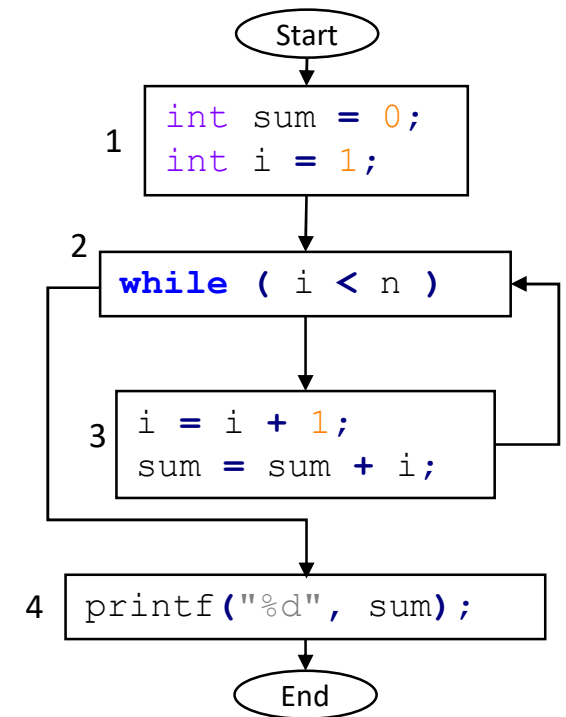 Start
1
int sum = 0;
int i = 1;
2
while ( i < n )
3
i = i + 1;
sum = sum + i;
4
printf("%d", sum);
End